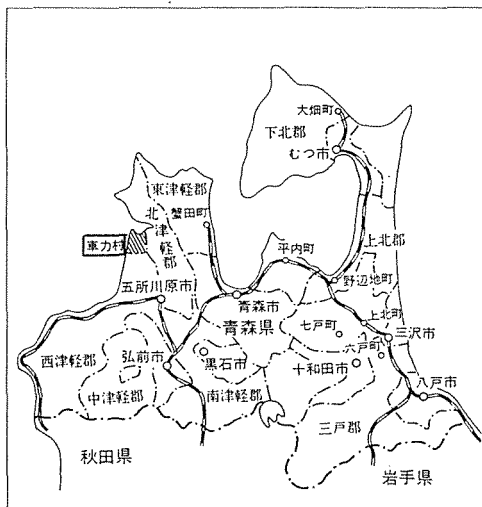 大畑町
下北郡
むつ市
東津軽郡
北津軽郡
蟹田町
車力村
上北郡
平内町
野辺地町
五所川原市
青森市
青森県
上北町
七戸町
三沢市
六戸町
西津軽郡
弘前市
黒石市
十和田市
八戸市
中津軽郡
南津軽郡
三戸郡
秋田県
岩手県